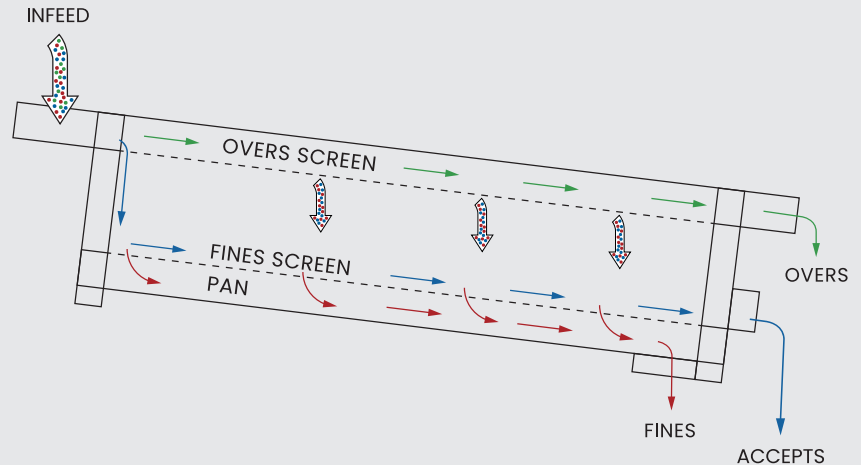 INFEED
OVERS SCREEN
FINES SCREEN
PAN
OVERS
FINES
ACCEPTS